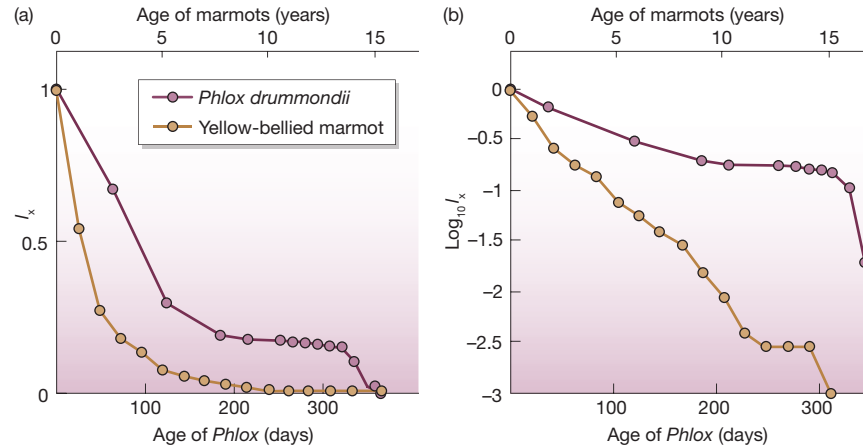 (a)
Age of marmots (years)
0 5 10 15
1
0.5
0
l_x
Phlox drummondii
Yellow-bellied marmot
100 200 300
Age of Phlox (days)
(b)
Age of marmots (years)
0 5 10 15
0
−0.5
−1
−1.5
−2
−2.5
−3
Log₁₀ l_x
100 200 300
Age of Phlox (days)